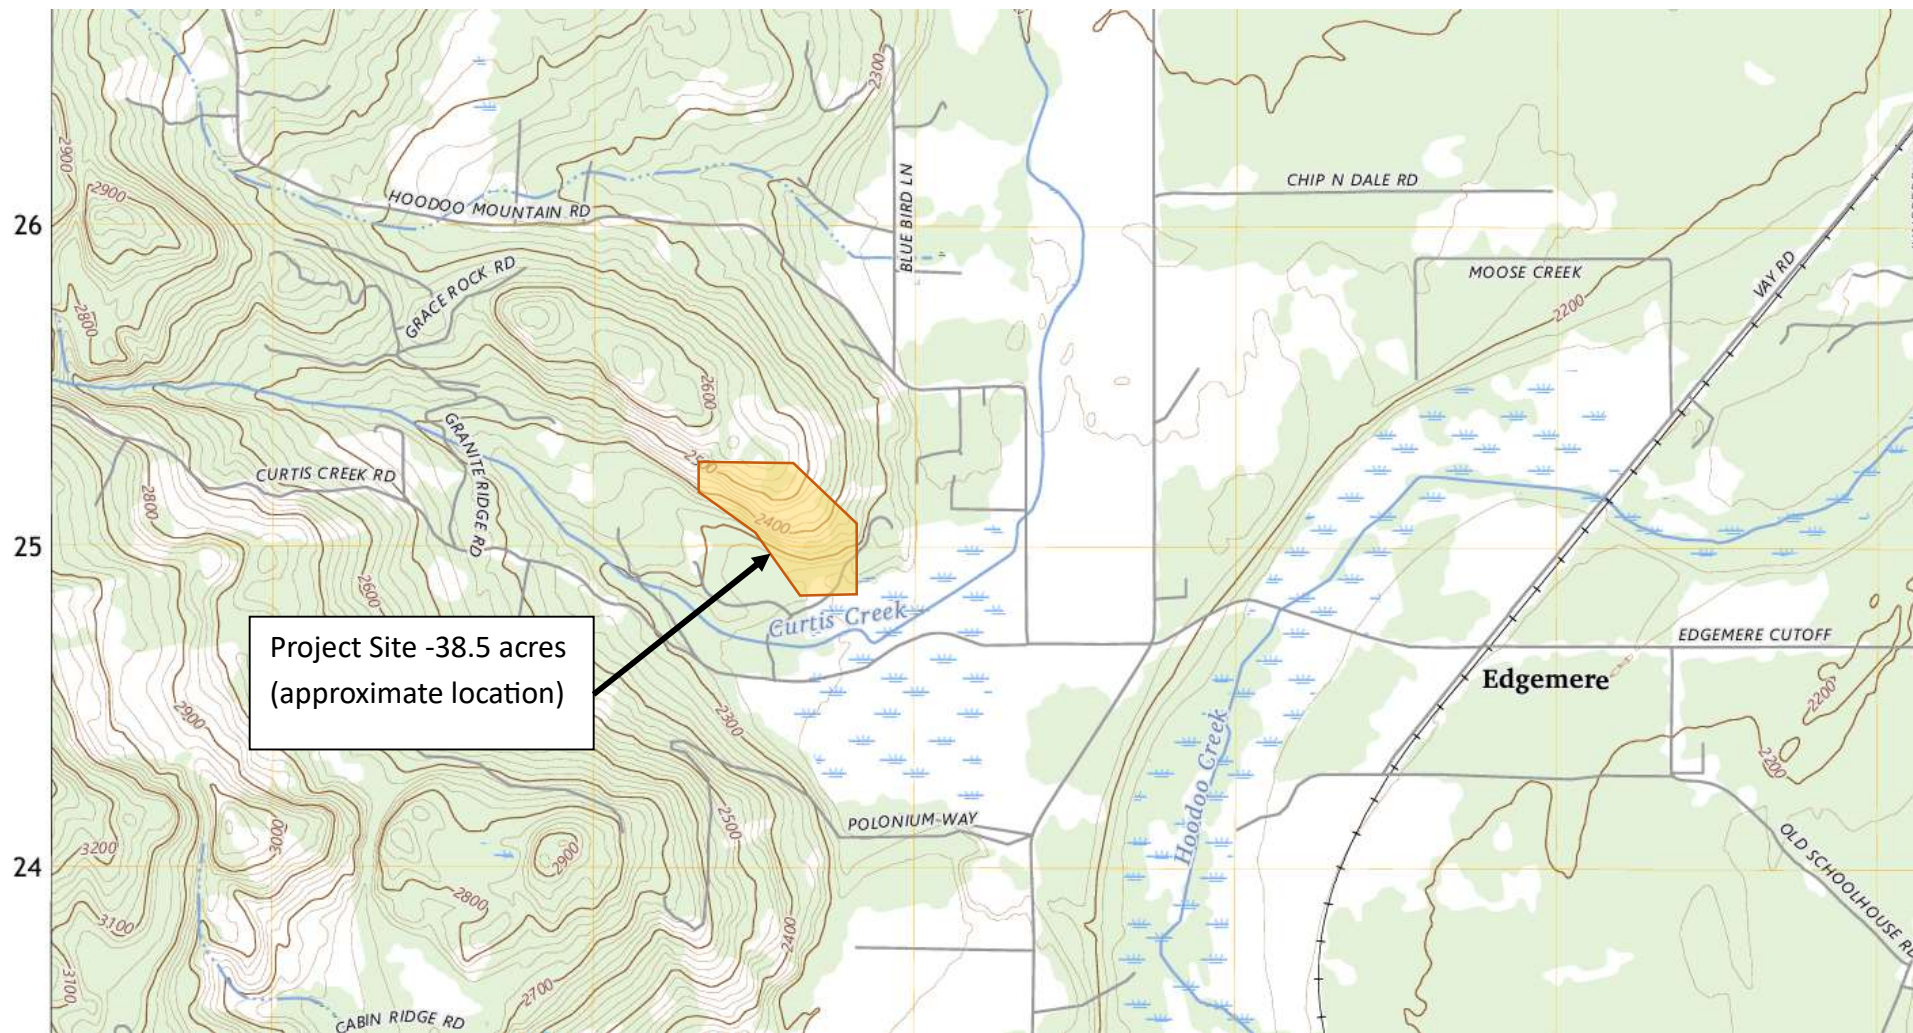 2300
2900
2900
HOODOO MOUNTAIN RD
BLUE BIRD LN
CHIP N DALE RD
26
GRACE ROCK RD
MOOSE CREEK
VAY RD
2200
2800
2600
GRANITE RIDGE RD
CURTIS CREEK RD
2500
2800
2400
25
2600
Curtis Creek
Project Site -38.5 acres
(approximate location)
EDGEMERE CUTOFF
Edgemere
2900
2300
2200
Hoodoo Creek
2200
2500
POLONIUM WAY
3000
3200
2900
24
OLD SCHOOLHOUSE RD
2800
3100
2400
3100
2700
CABIN RIDGE RD